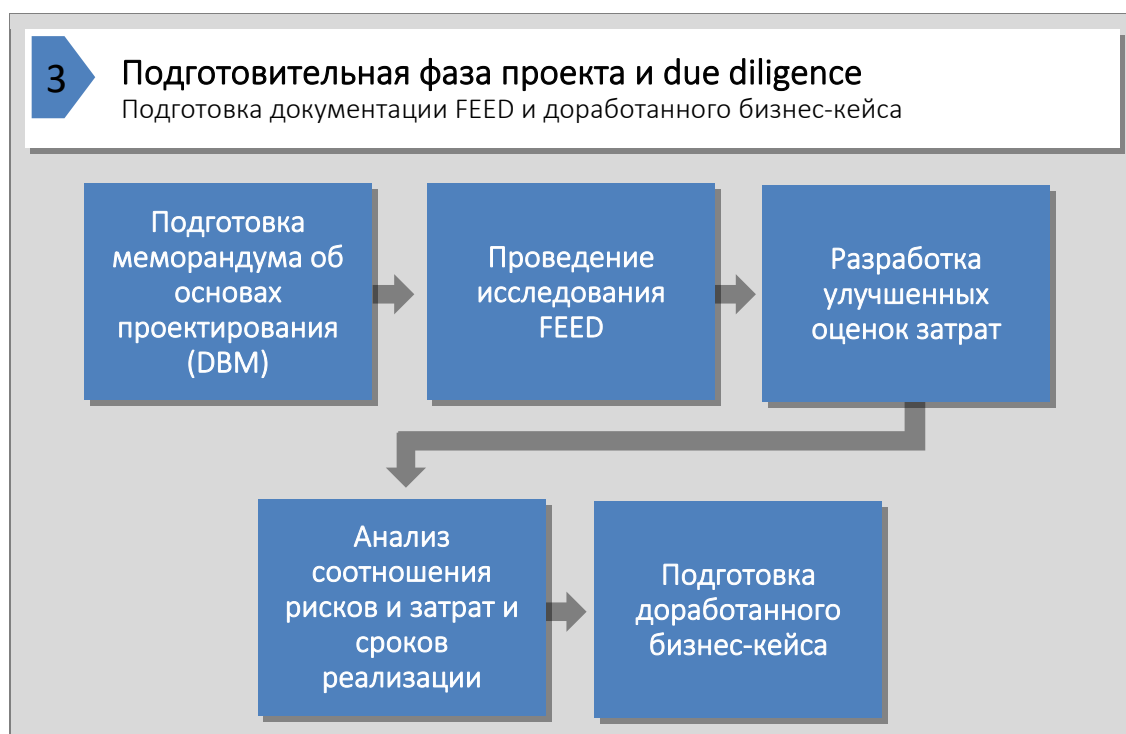 3
Подготовительная фаза проекта и due diligence
Подготовка документации FEED и доработанного бизнес-кейса
Подготовка
меморандума об
основах
проектирования
(DBM)
Проведение
исследования
FEED
Разработка
улучшенных
оценок затрат
Анализ
соотношения
рисков и затрат и
сроков
реализации
Подготовка
доработанного
бизнес-кейса